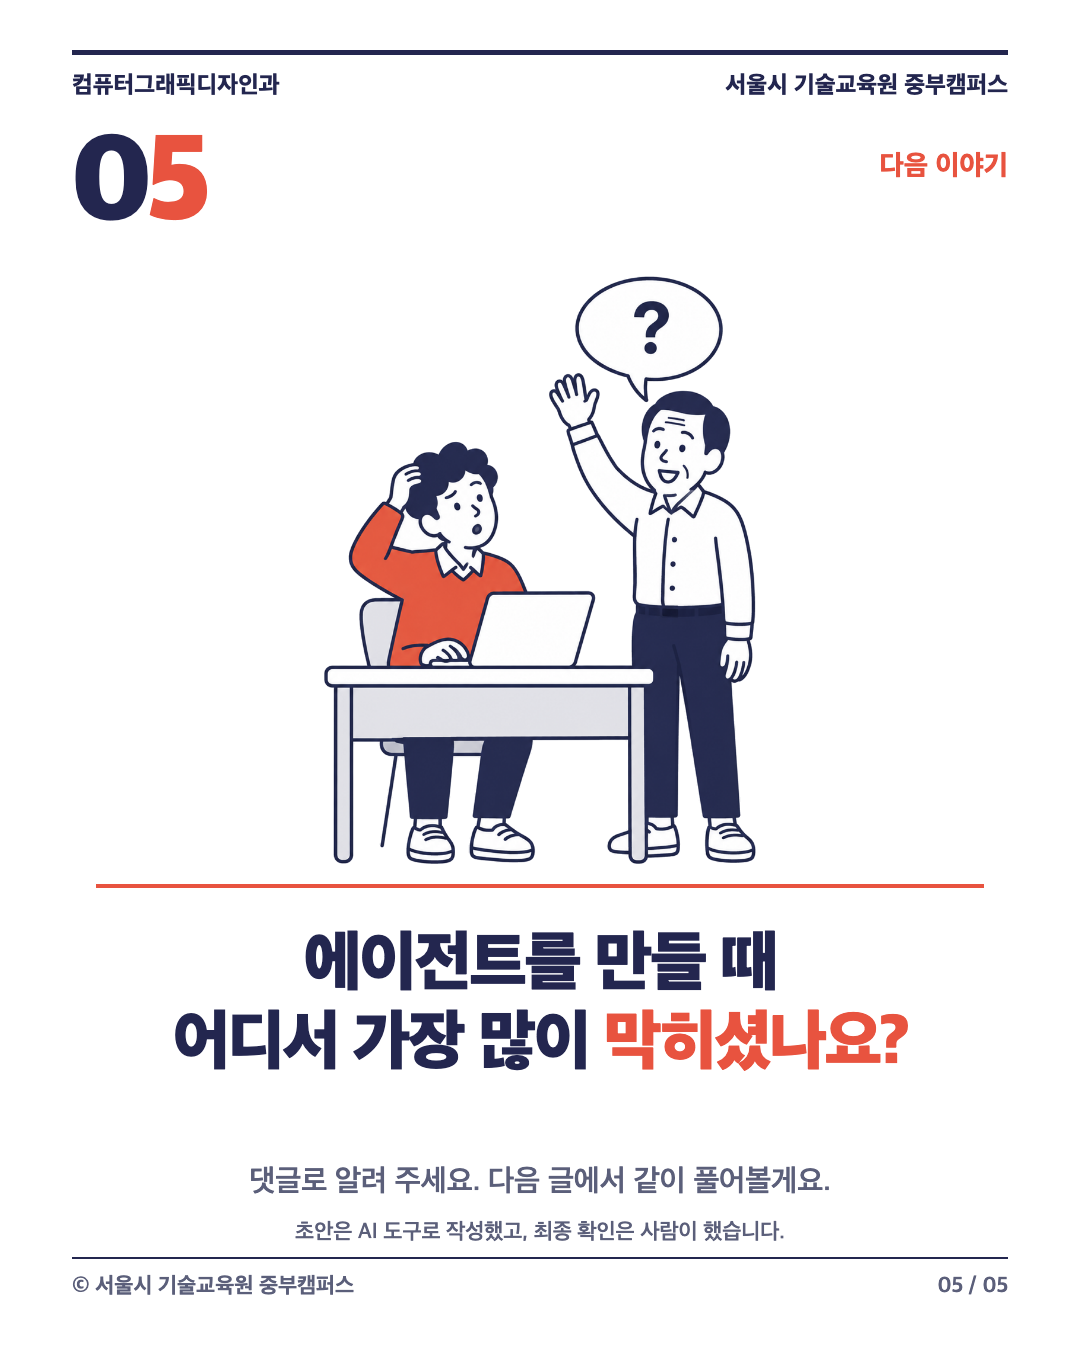 컴퓨터그래픽디자인과
서울시 기술교육원 중부캠퍼스
05
다음 이야기
?
에이전트를 만들 때
어디서 가장 많이 막히셨나요?
댓글로 알려 주세요. 다음 글에서 같이 풀어볼게요.
초안은 AI 도구로 작성했고, 최종 확인은 사람이 했습니다.
© 서울시 기술교육원 중부캠퍼스
05 / 05